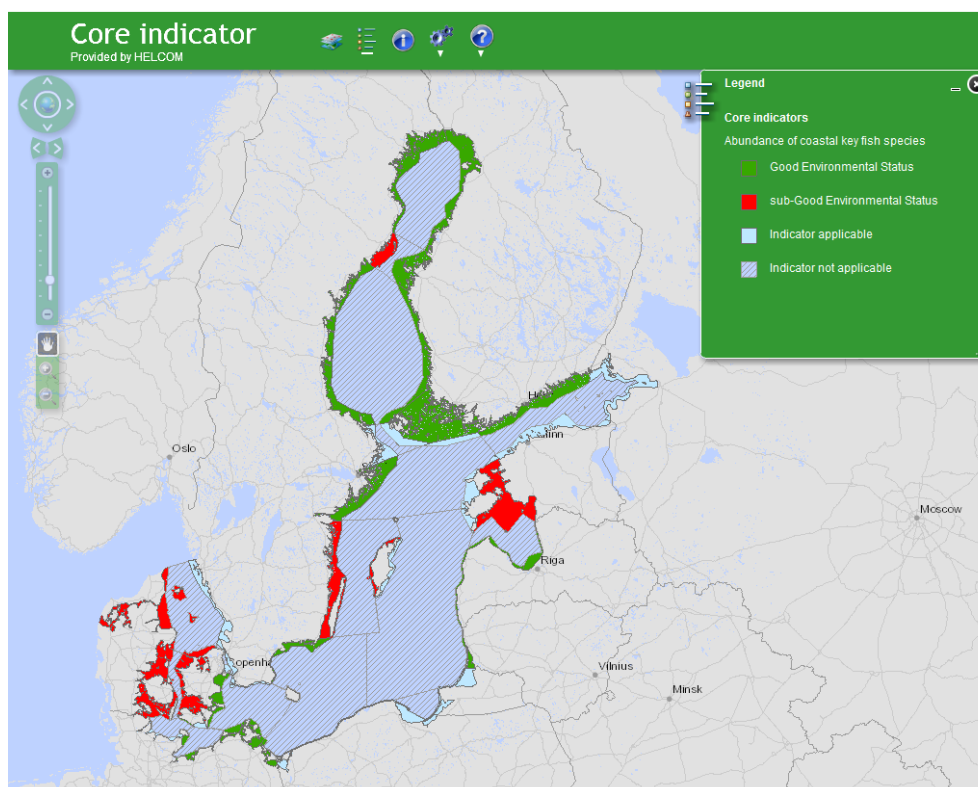 Core indicator
Provided by HELCOM
Legend
Core indicators
Abundance of coastal key fish species
Good Environmental Status
sub-Good Environmental Status
Indicator applicable
Indicator not applicable
Oslo
Moscow
Riga
Vilnius
Minsk